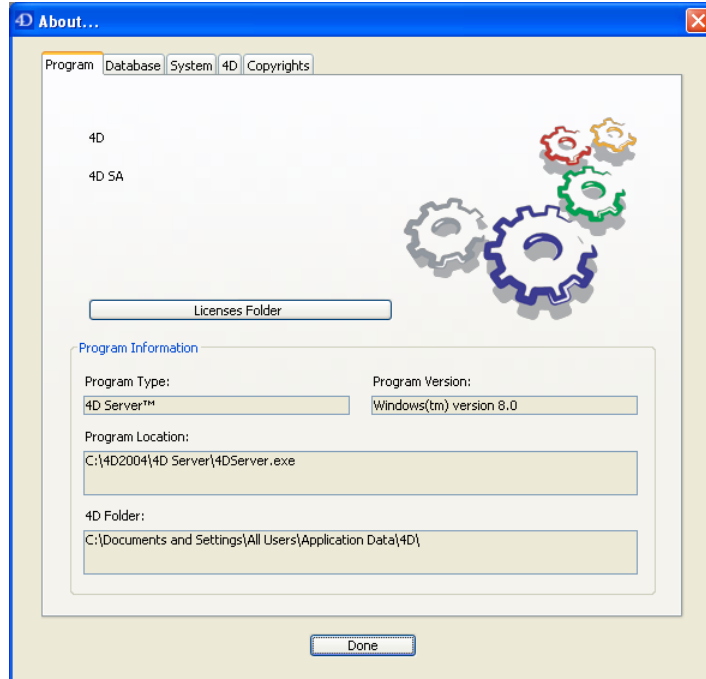 4D About...
Program Database System 4D Copyrights
4D
4D SA
Licenses Folder
Program Information
Program Type: Program Version:
4D Server™ Windows(tm) version 8.0
Program Location:
C:\4D2004\4D Server\4DServer.exe
4D Folder:
C:\Documents and Settings\All Users\Application Data\4D\
Done